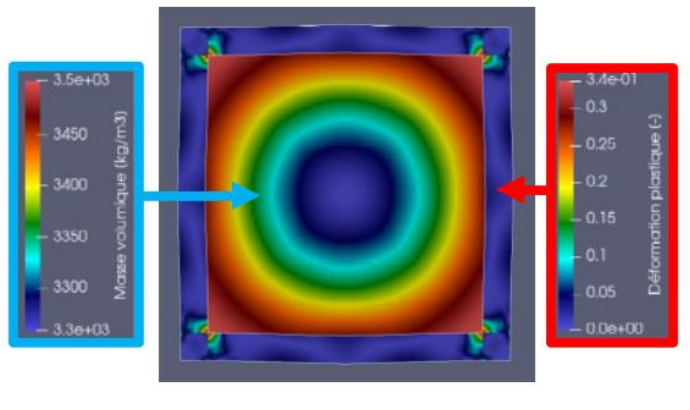 3.5e+03
3450
3400
3350
3300
3.3e+03
Masse volumique (kg/m3)
3.4e-01
0.3
0.25
0.2
0.15
0.1
0.05
0.0e+00
Déformation plastique (-)